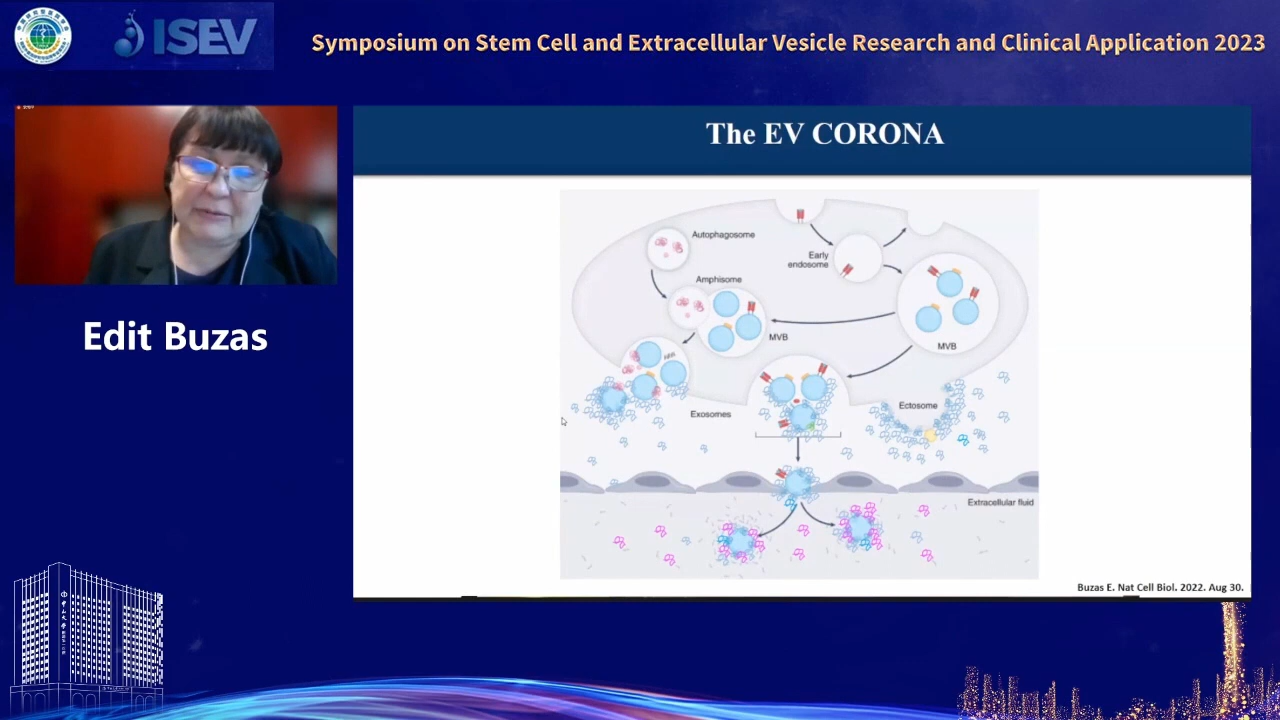 ISEV
Symposium on Stem Cell and Extracellular Vesicle Research and Clinical Application 2023
Edit Buzas
The EV CORONA
Autophagosome
Early
endosome
Amphisome
MVB
MVB
Exosomes
Ectosome
Extracellular fluid
Buzas E. Nat Cell Biol. 2022. Aug 30.